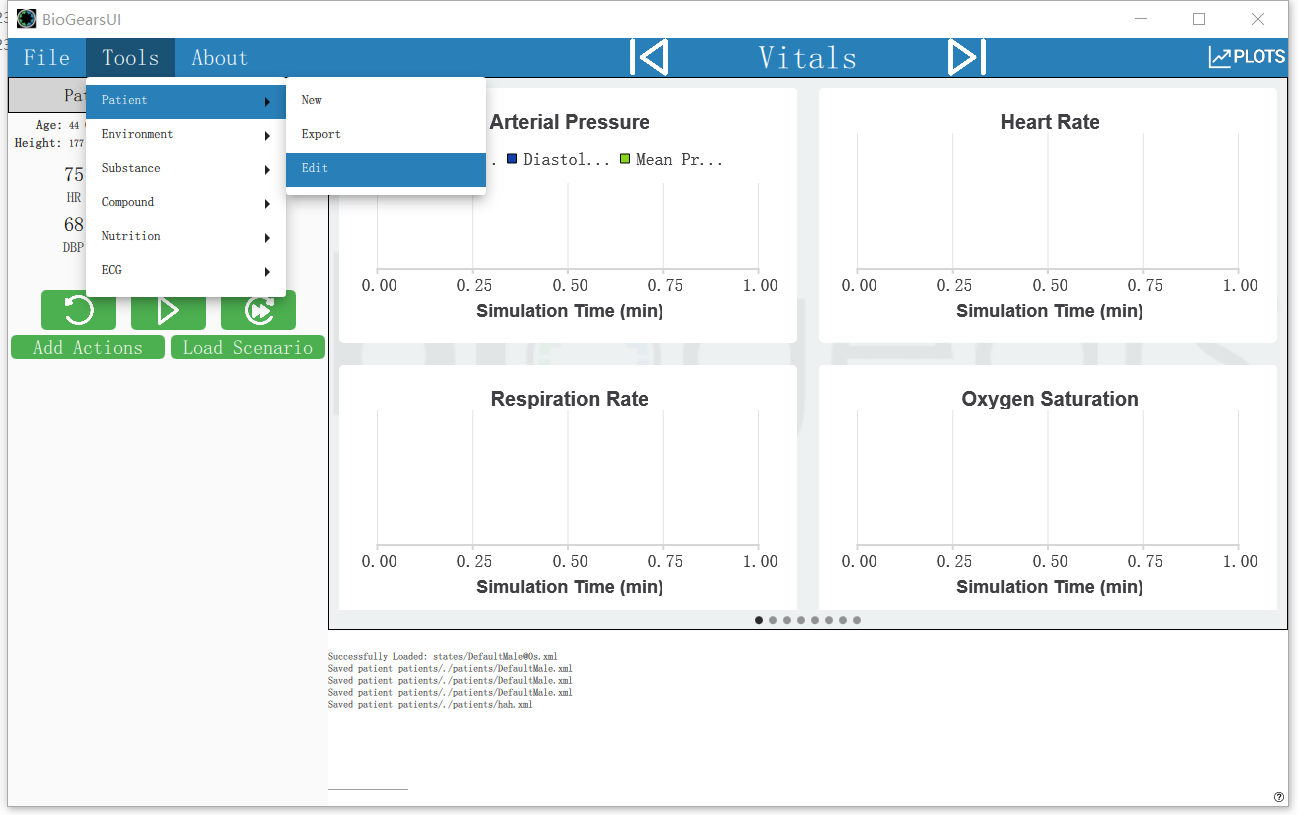 BioGearsUI
File Tools About Vitals PLOTS
Patient
New
Export
Edit
Environment
Substance
Compound
Nutrition
ECG
Age: 44
Height: 177
75
HR
68
DBP
Add Actions Load Scenario
Arterial Pressure
Diastol... Mean Pr...
0.00 0.25 0.50 0.75 1.00
Simulation Time (min)
Heart Rate
0.00 0.25 0.50 0.75 1.00
Simulation Time (min)
Respiration Rate
0.00 0.25 0.50 0.75 1.00
Simulation Time (min)
Oxygen Saturation
0.00 0.25 0.50 0.75 1.00
Simulation Time (min)
Successfully Loaded: states/DefaultMale@0s.xml
Saved patient patients/./patients/DefaultMale.xml
Saved patient patients/./patients/DefaultMale.xml
Saved patient patients/./patients/DefaultMale.xml
Saved patient patients/./patients/hah.xml